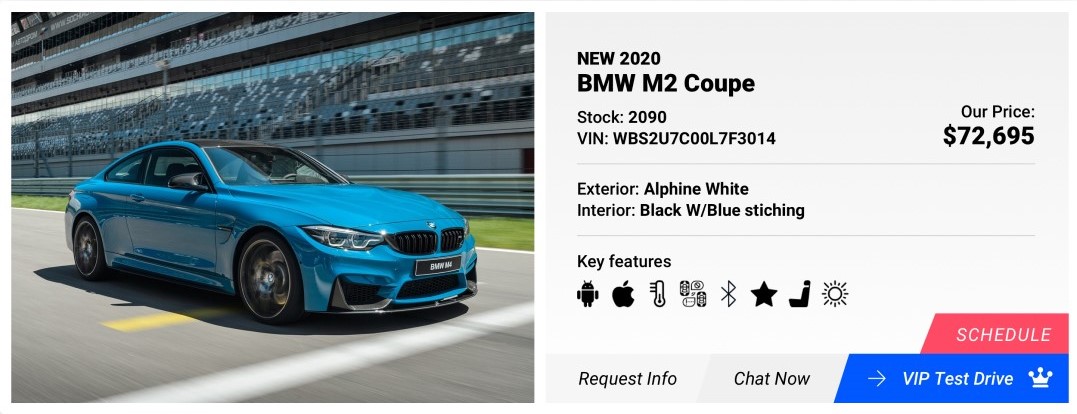 BMW M4
NEW 2020
BMW M2 Coupe
Stock: 2090
VIN: WBS2U7C00L7F3014
Our Price:
$72,695
Exterior: Alphine White
Interior: Black W/Blue stiching
Key features
SCHEDULE
Request Info
Chat Now
VIP Test Drive